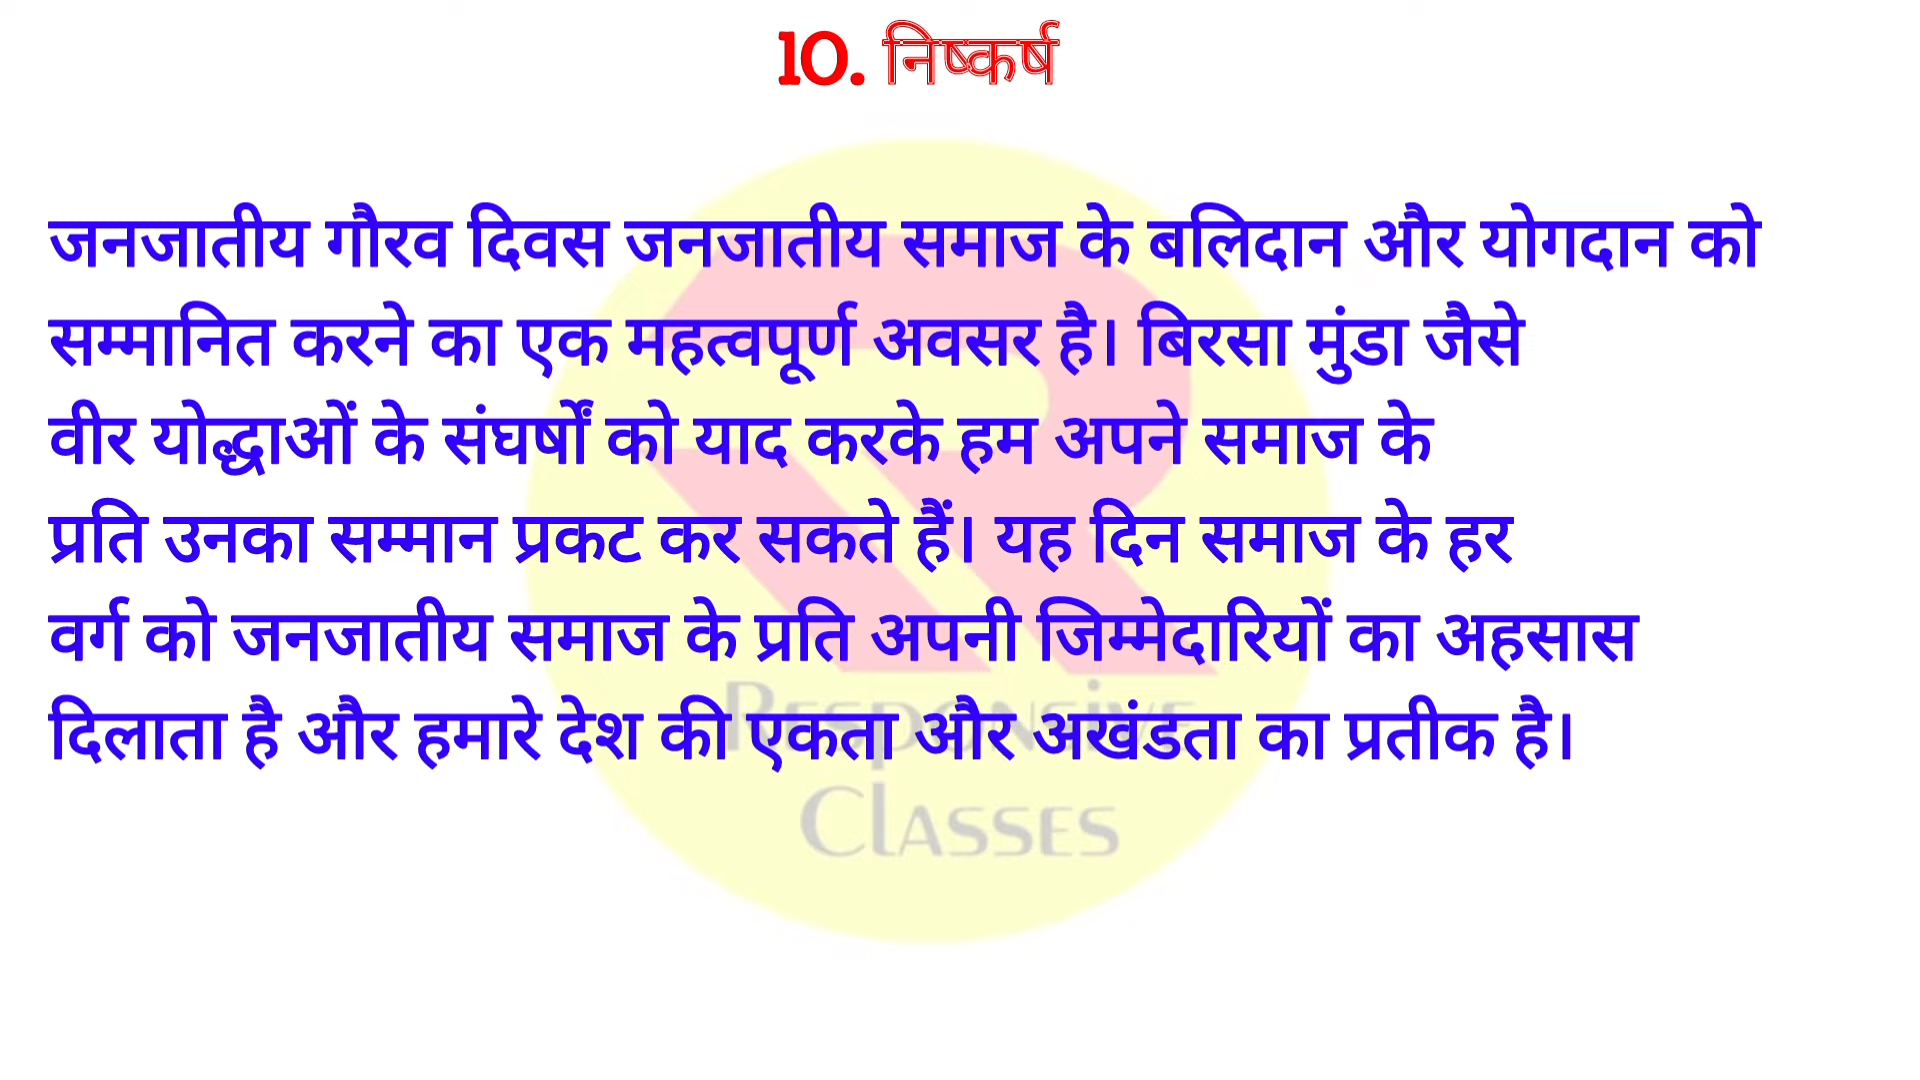 10. निष्कर्ष
जनजातीय गौरव दिवस जनजातीय समाज के बलिदान और योगदान को
सम्मानित करने का एक महत्वपूर्ण अवसर है। बिरसा मुंडा जैसे
वीर योद्धाओं के संघर्षों को याद करके हम अपने समाज के
प्रति उनका सम्मान प्रकट कर सकते हैं। यह दिन समाज के हर
वर्ग को जनजातीय समाज के प्रति अपनी जिम्मेदारियों का अहसास
दिलाता है और हमारे देश की एकता और अखंडता का प्रतीक है।
Responsive
Classes